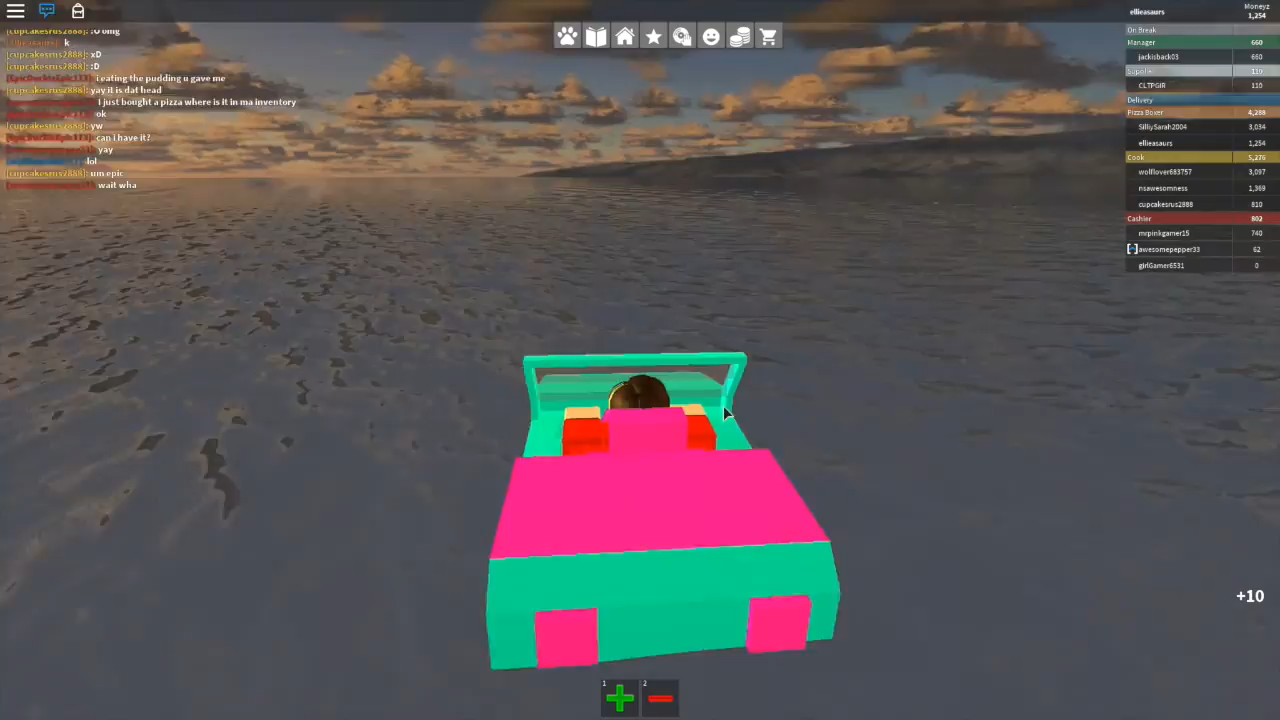 [cupcakesrus2888]: :O omg
k
[cupcakesrus2888]: xD
[cupcakesrus2888]: :D
i eating the pudding u gave me
[cupcakesrus2888]: yay it is dat head
I just bought a pizza where is it in ma inventory
ok
[cupcakesrus2888]: yw
can i have it?
yay
lol
[cupcakesrus2888]: um epic
wait wha
ellieasaurs
Moneyz
1,254
On Break
Manager 660
jackisback03 660
110
CLTPGIR 110
Delivery
Pizza Boxer 4,288
SilliySarah2004 3,034
ellieasaurs 1,254
Cook 5,276
wolflover683757 3,097
nsawesomness 1,369
cupcakesrus2888 810
Cashier 802
mrpinkgamer15 740
awesomepepper33 62
girlGamer6531 0
+10
1 2